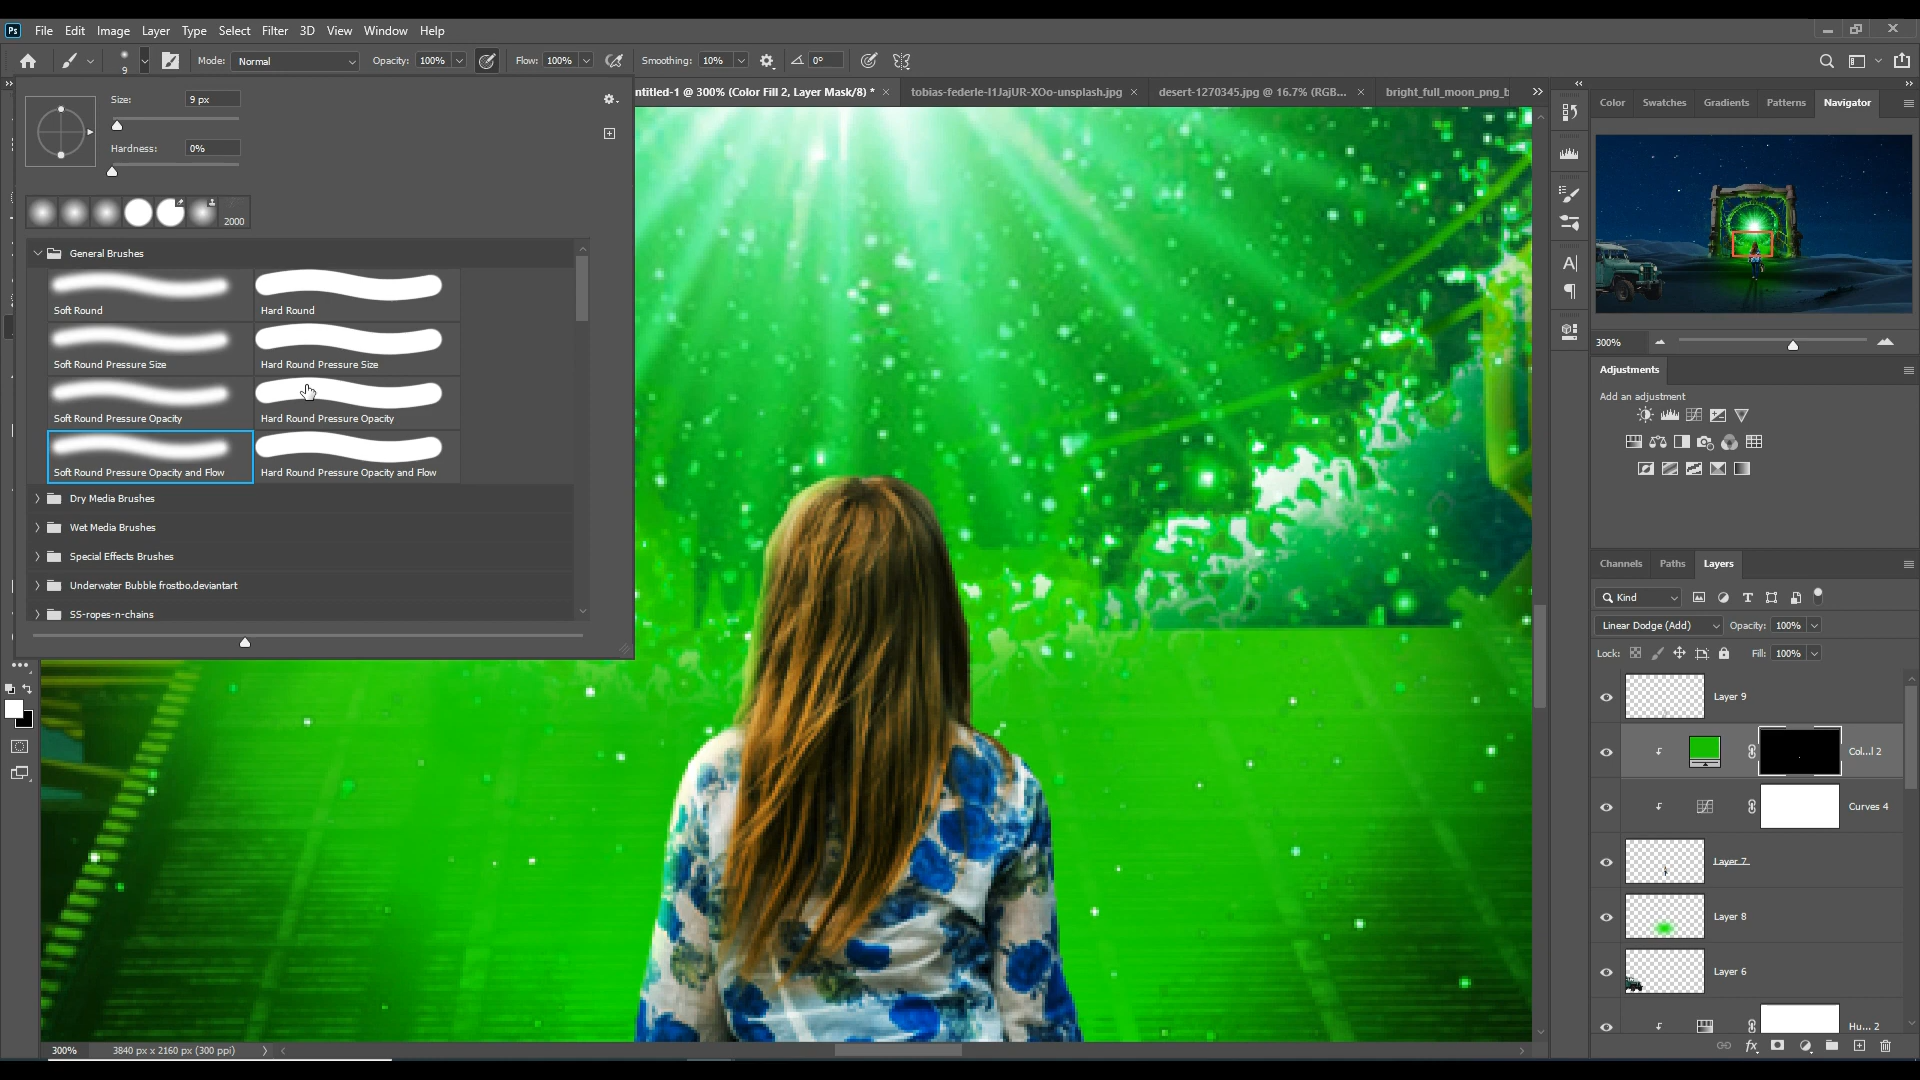 Ps File Edit Image Layer Type Select Filter 3D View Window Help
9 Mode: Normal Opacity: 100% Flow: 100% Smoothing: 10% 0°
ntitled-1 @ 300% (Color Fill 2, Layer Mask/8) * × tobias-federle-I1JajUR-XOo-unsplash.jpg × desert-1270345.jpg @ 16.7% (RGB... × bright_full_moon_png_b
Size: 9 px
Hardness: 0%
2000
General Brushes
Soft Round Hard Round
Soft Round Pressure Size Hard Round Pressure Size
Soft Round Pressure Opacity Hard Round Pressure Opacity
Soft Round Pressure Opacity and Flow Hard Round Pressure Opacity and Flow
Dry Media Brushes
Wet Media Brushes
Special Effects Brushes
Underwater Bubble frostbo.deviantart
SS-ropes-n-chains
300% 3840 px x 2160 px (300 ppi)
Color Swatches Gradients Patterns Navigator
300%
Adjustments
Add an adjustment
Channels Paths Layers
Kind
Linear Dodge (Add) Opacity: 100%
Lock: Fill: 100%
Layer 9
Col...l 2
Curves 4
Layer 7
Layer 8
Layer 6
Hu... 2